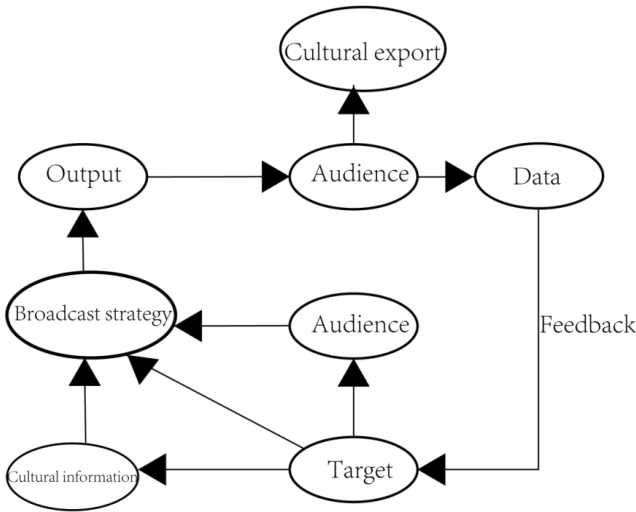 Cultural export
Output
Audience
Data
Broadcast strategy
Audience
Feedback
Cultural information
Target